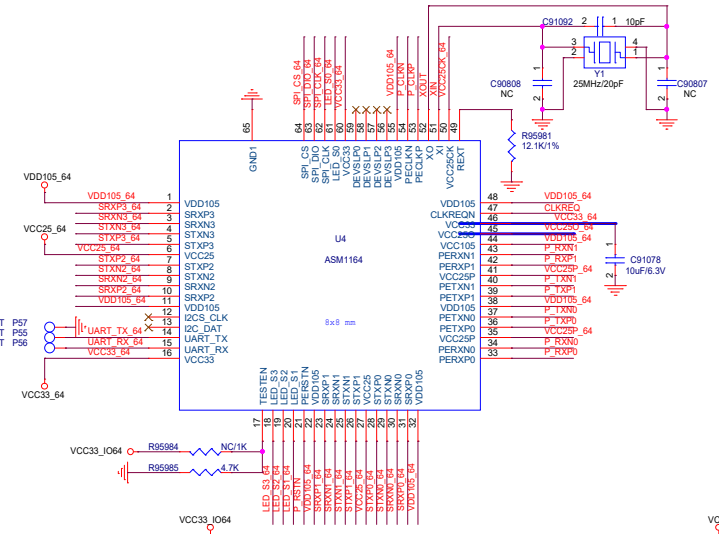 C91092 2 1 10pF
3 4
2 1
Y1
25MHz/20pF
C90808
NC
1
2
C90807
NC
1
2
R95981
12.1K/1%
SPI_CS_64
SPI_DIO_64
SPI_CLK_64
LED_S0_64
VCC33_64
VDD105_64
P_CLKN
P_CLKP
XOUT
XIN
VCC25CK_64
65
64
63
62
61
60
59
58
57
56
55
54
53
52
51
50
49
GND1
SPI_CS
SPI_DIO
SPI_CLK
LED_S0
VCC33
DEVSLP0
DEVSLP1
DEVSLP2
DEVSLP3
VDD105
PECLKN
PECLKP
XO
XI
VCC25CK
REXT
VDD105_64
VCC25_64
VDD105_64 1 VDD105
SRXP3_64 2 SRXP3
SRXN3_64 3 SRXN3
STXN3_64 4 STXN3
STXP3_64 5 STXP3
VCC25_64 6 VCC25
STXP2_64 7 STXP2
STXN2_64 8 STXN2
SRXN2_64 9 SRXN2
SRXP2_64 10 SRXP2
VDD105_64 11 VDD105
12 I2CS_CLK
13 I2C_DAT
UART_TX_64 14 UART_TX
UART_RX_64 15 UART_RX
VCC33_64 16 VCC33
T P57
T P55
T P56
VCC33_64
U4
ASM1164
8x8 mm
VDD105 48 VDD105_64
CLKREQN 47 CLKREQ
VCC33 46 VCC33_64
45 VCC25O_64
VCC105 44 VDD105_64
PERXN1 43 P_RXN1
PERXP1 42 P_RXP1
VCC25P 41 VCC25P_64
PETXN1 40 P_TXN1
PETXP1 39 P_TXP1
VDD105 38 VDD105_64
PETXN0 37 P_TXN0
PETXP0 36 P_TXP0
VCC25P 35 VCC25P_64
PERXN0 34 P_RXN0
PERXP0 33 P_RXP0
1
2
C91078
10uF/6.3V
TESTEN
LED_S3
LED_S2
LED_S1
PERSTN
VDD105
SRXP1
SRXN1
STXN1
STXP1
VCC25
STXP0
STXN0
SRXN0
SRXP0
VDD105
17
18
19
20
21
22
23
24
25
26
27
28
29
30
31
32
LED_S3_64
LED_S2_64
LED_S1_64
P_RSTN
VDD105_64
SRXP1_64
SRXN1_64
STXN1_64
STXP1_64
VCC25_64
STXP0_64
STXN0_64
SRXN0_64
SRXP0_64
VDD105_64
VCC33_IO64 R95984 NC/1K
R95985 4.7K
VCC33_IO64
VC